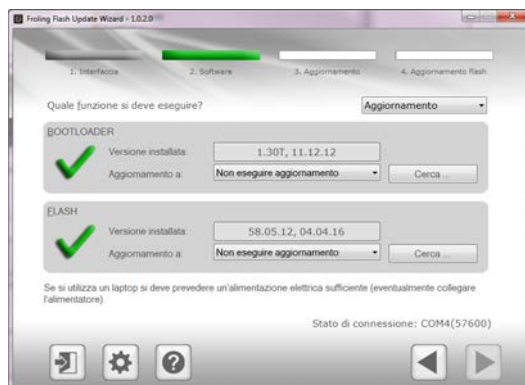 Froling Flash Update Wizard - 1.0.2.0
1. Interfaccia
2. Software
3. Aggiornamento
4. Aggiornamento flash
Quale funzione si deve eseguire?
Aggiornamento
BOOTLOADER
Versione installata:
1.30T, 11.12.12
Aggiornamento a:
Non eseguire aggiornamento
Cerca ...
FLASH
Versione installata:
58.05.12, 04.04.16
Aggiornamento a:
Non eseguire aggiornamento
Cerca ...
Se si utilizza un laptop si deve prevedere un'alimentazione elettrica sufficiente (eventualmente collegare
l'alimentatore)
Stato di connessione: COM4(57600)